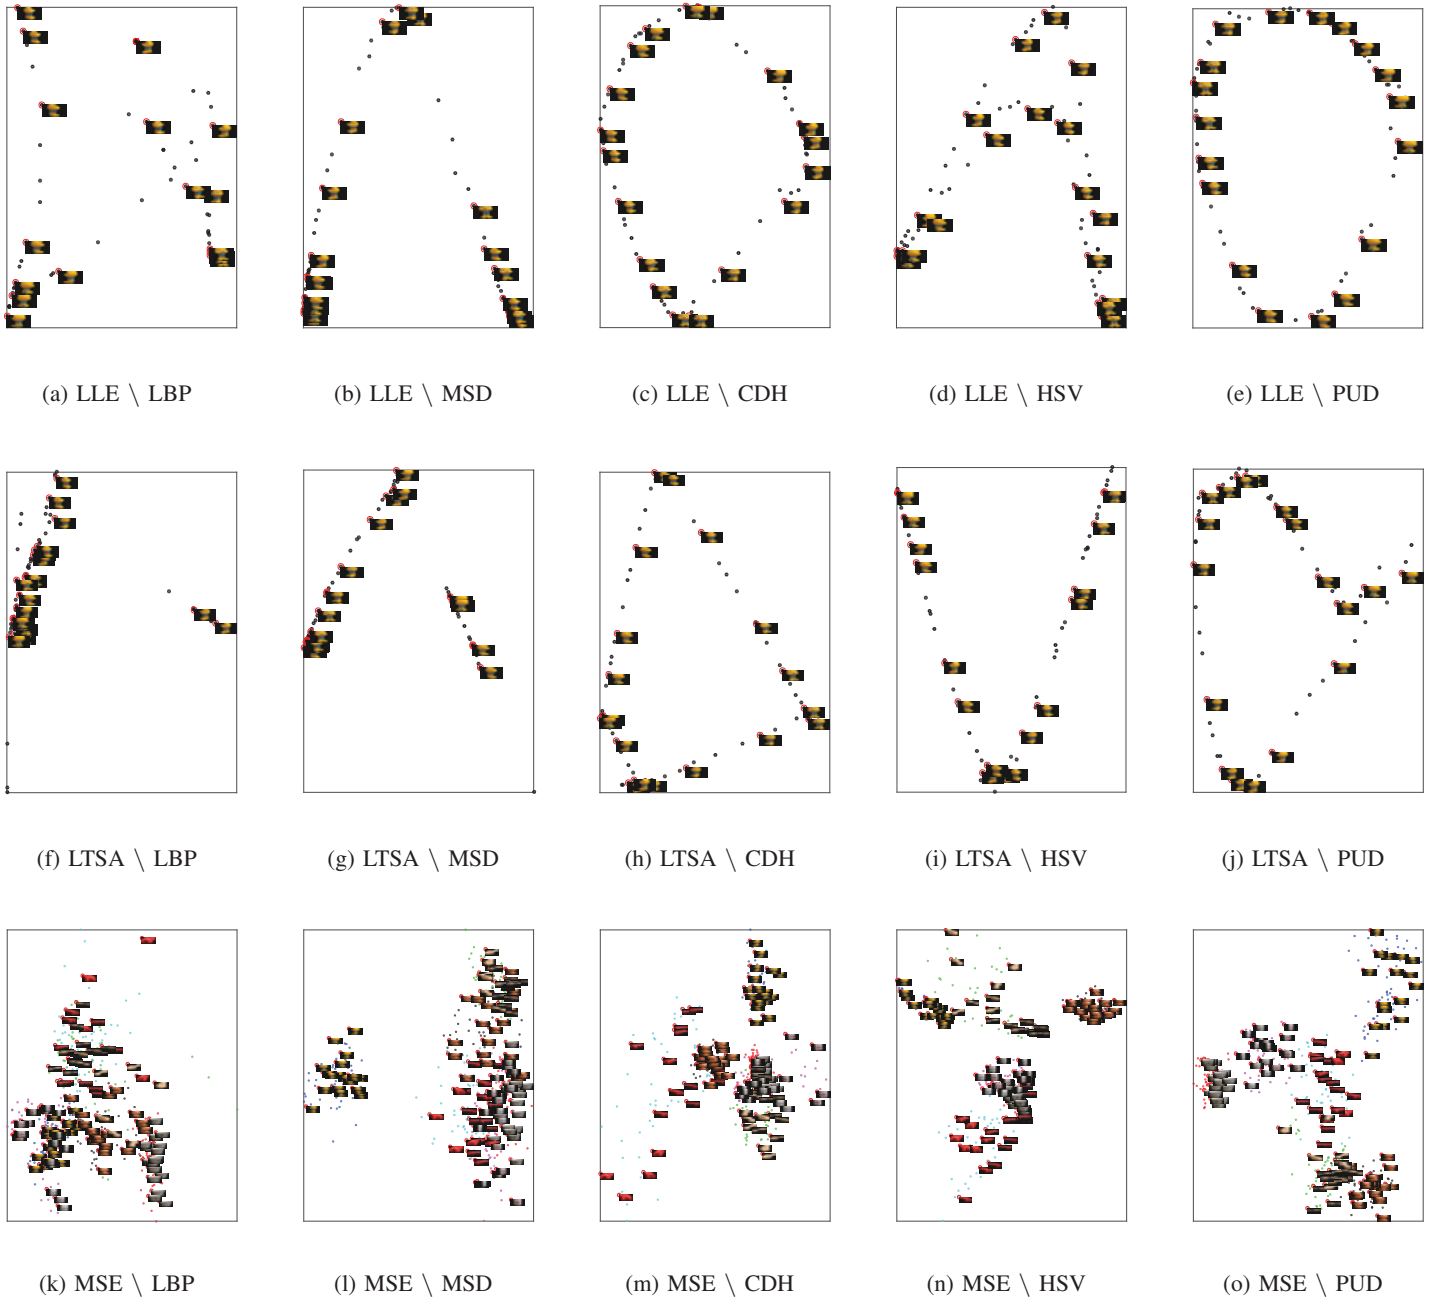 (a) LLE \ LBP
(b) LLE \ MSD
(c) LLE \ CDH
(d) LLE \ HSV
(e) LLE \ PUD
(f) LTSA \ LBP
(g) LTSA \ MSD
(h) LTSA \ CDH
(i) LTSA \ HSV
(j) LTSA \ PUD
(k) MSE \ LBP
(l) MSE \ MSD
(m) MSE \ CDH
(n) MSE \ HSV
(o) MSE \ PUD